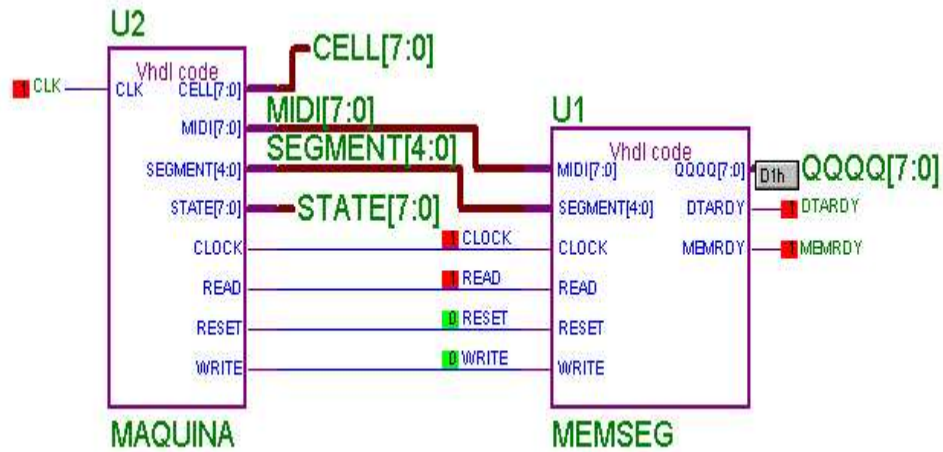 U2
CELL[7:0]
1 CLK
Vhdl code
CLK CELL[7:0]
MIDI[7:0]
MIDI[7:0]
SEGMENT[4:0]
SEGMENT[4:0]
STATE[7:0]
STATE[7:0]
CLOCK
READ
RESET
WRITE
MAQUINA
1 CLOCK
1 READ
0 RESET
0 WRITE
U1
Vhdl code
MIDI[7:0] QQQQ[7:0]
D1h QQQQ[7:0]
SEGMENT[4:0] DTARDY
1 DTARDY
CLOCK MEMRDY
1 MEMRDY
READ
RESET
WRITE
MEMSEG